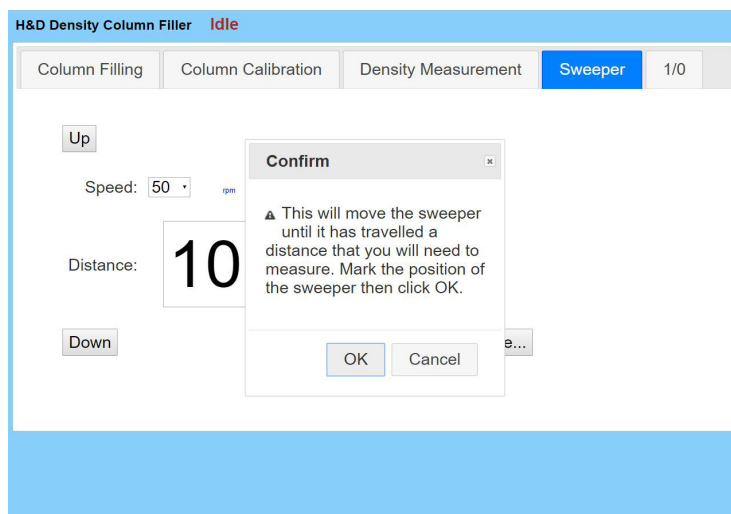 H&D Density Column Filler Idle
Column Filling Column Calibration Density Measurement Sweeper 1/0
Up
Confirm
Speed: 50 rpm
This will move the sweeper
until it has travelled a
distance that you will need to
measure. Mark the position of
the sweeper then click OK.
Distance: 10
Down
OK Cancel
e...